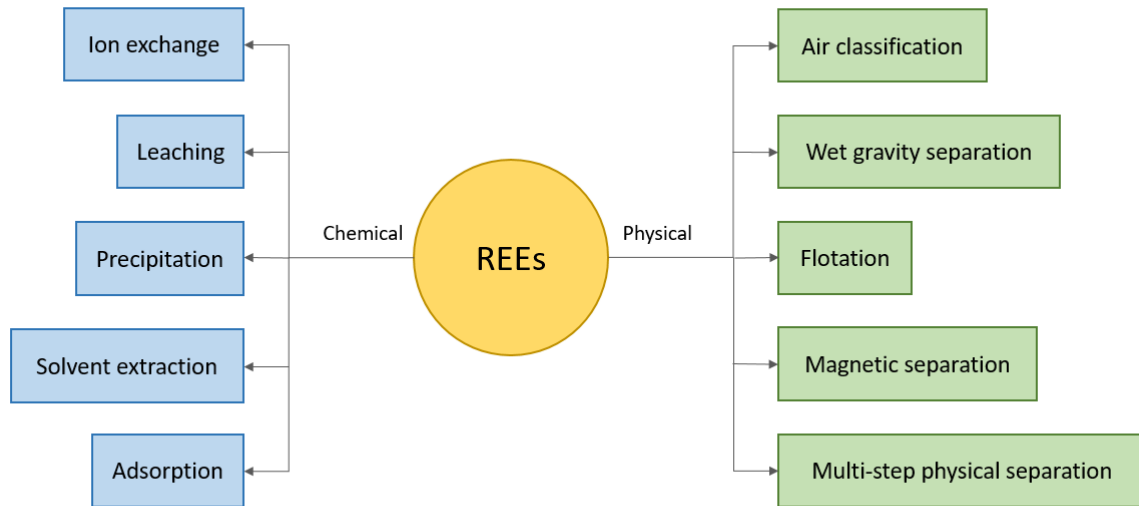 Ion exchange
Leaching
Precipitation
Solvent extraction
Adsorption
Chemical
REEs
Physical
Air classification
Wet gravity separation
Flotation
Magnetic separation
Multi-step physical separation